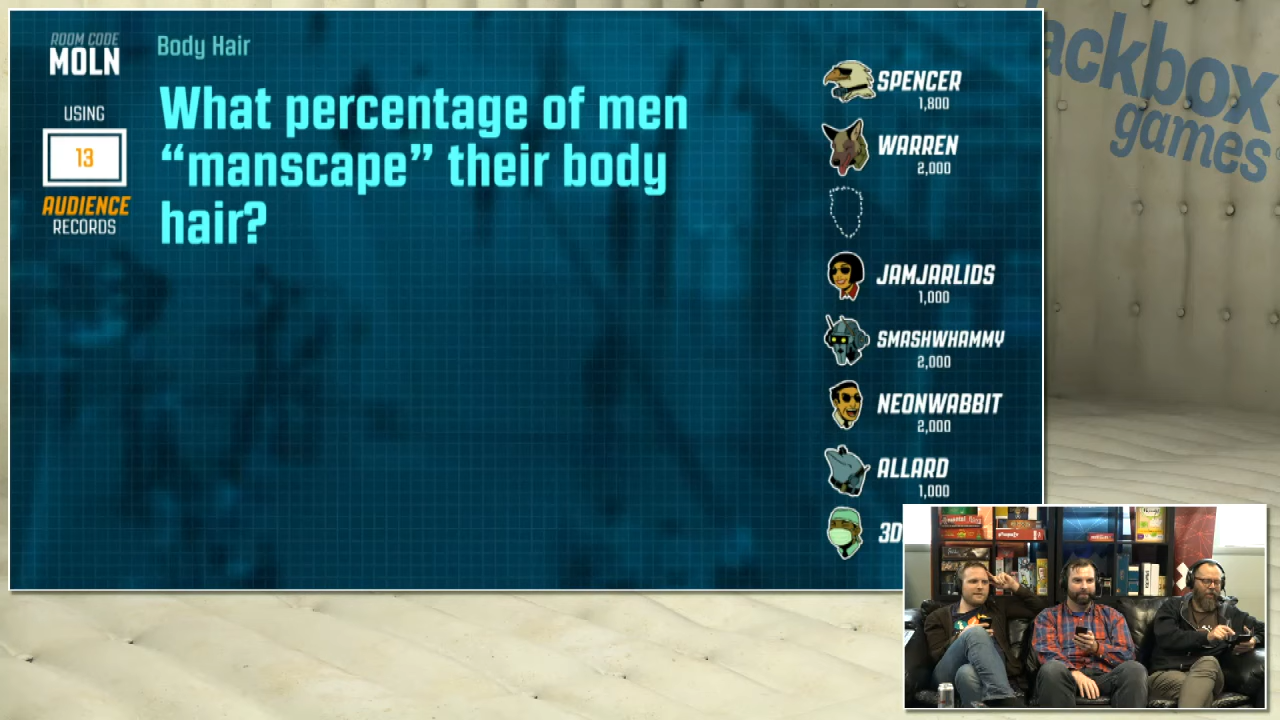 ROOM CODE
MOLN
USING
13
AUDIENCE
RECORDS
Body Hair
What percentage of men
“manscape” their body
hair?
SPENCER
1,800
WARREN
2,000
JAMJARLIDS
1,000
SMASHWHAMMY
2,000
NEONWABBIT
2,000
ALLARD
1,000
3D
ackbox
games